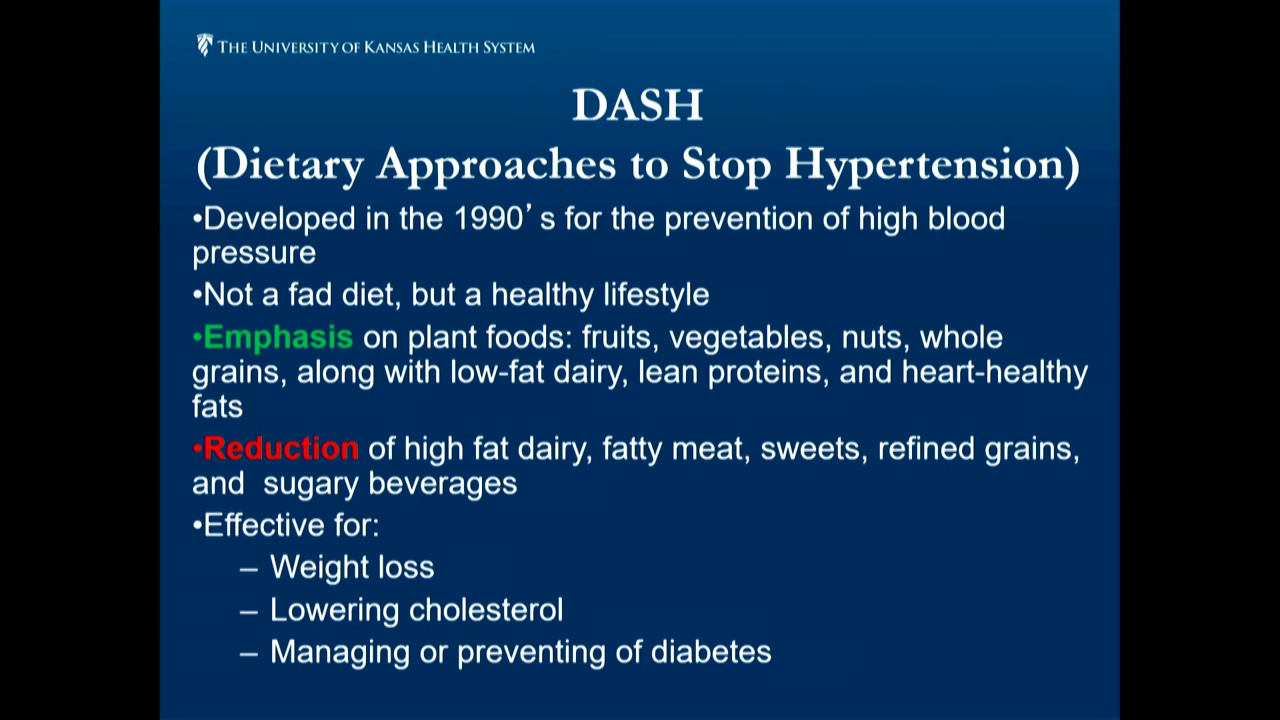 THE UNIVERSITY OF KANSAS HEALTH SYSTEM
DASH
(Dietary Approaches to Stop Hypertension)
•Developed in the 1990’s for the prevention of high blood
pressure
•Not a fad diet, but a healthy lifestyle
•Emphasis on plant foods: fruits, vegetables, nuts, whole
grains, along with low-fat dairy, lean proteins, and heart-healthy
fats
•Reduction of high fat dairy, fatty meat, sweets, refined grains,
and  sugary beverages
•Effective for:
– Weight loss
– Lowering cholesterol
– Managing or preventing of diabetes